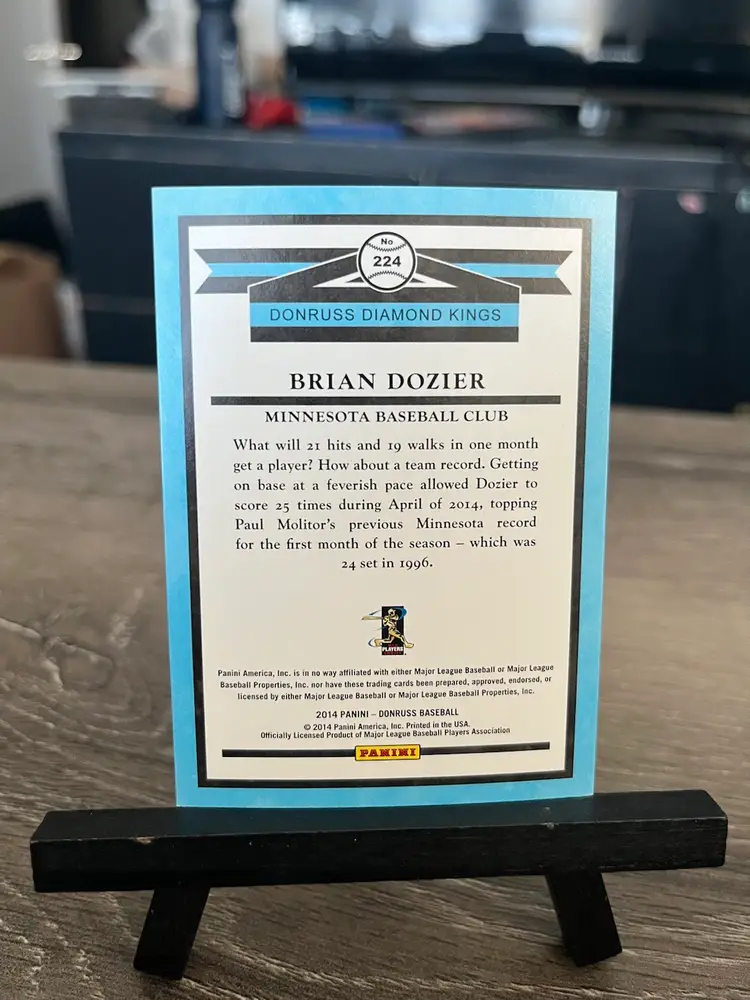 No
224
DONRUSS DIAMOND KINGS
BRIAN DOZIER
MINNESOTA BASEBALL CLUB
What will 21 hits and 19 walks in one month
get a player? How about a team record. Getting
on base at a feverish pace allowed Dozier to
score 25 times during April of 2014, topping
Paul Molitor's previous Minnesota record
for the first month of the season – which was
24 set in 1996.
PLAYERS
Panini America, Inc. is in no way affiliated with either Major League Baseball or Major League
Baseball Properties, Inc. nor have these trading cards been prepared, approved, endorsed, or
licensed by either Major League Baseball or Major League Baseball Properties, Inc.
2014 PANINI – DONRUSS BASEBALL
© 2014 Panini America, Inc. Printed in the USA.
Officially Licensed Product of Major League Baseball Players Association
PANINI